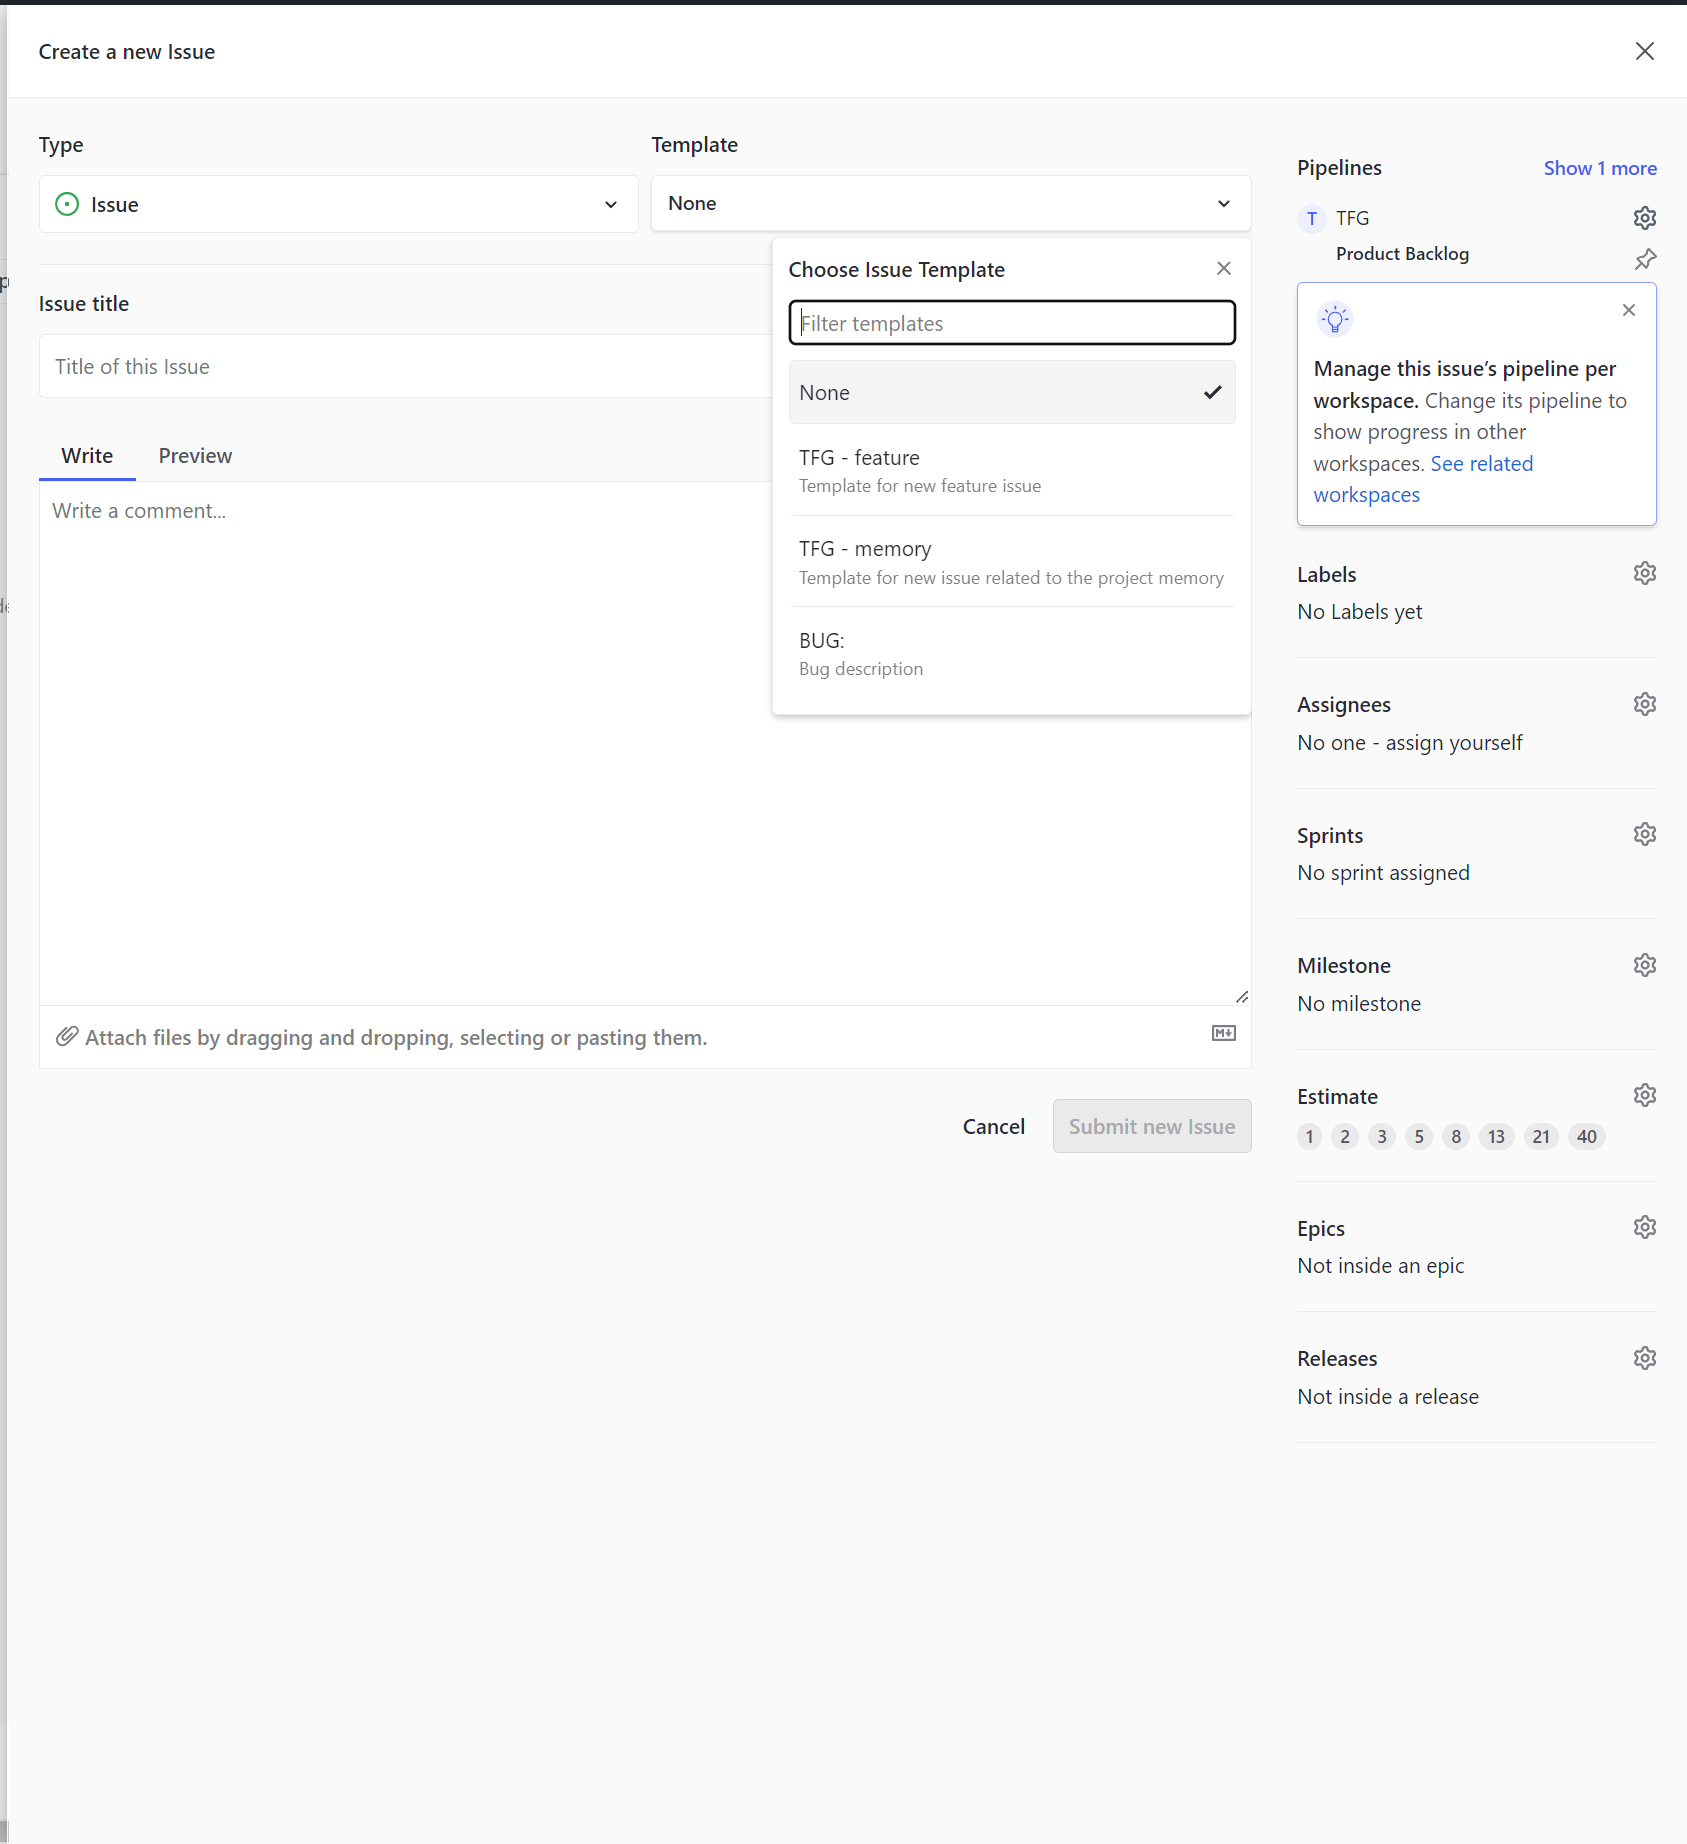 Create a new Issue
Type
Template
Issue
None
Choose Issue Template
Filter templates
None
TFG - feature
Template for new feature issue
TFG - memory
Template for new issue related to the project memory
BUG:
Bug description
Issue title
Title of this Issue
Write
Preview
Write a comment...
Attach files by dragging and dropping, selecting or pasting them.
Cancel
Submit new Issue
Pipelines
Show 1 more
T
TFG
Product Backlog
Manage this issue’s pipeline per
workspace. Change its pipeline to
show progress in other
workspaces. See related
workspaces
Labels
No Labels yet
Assignees
No one - assign yourself
Sprints
No sprint assigned
Milestone
No milestone
Estimate
1 2 3 5 8 13 21 40
Epics
Not inside an epic
Releases
Not inside a release